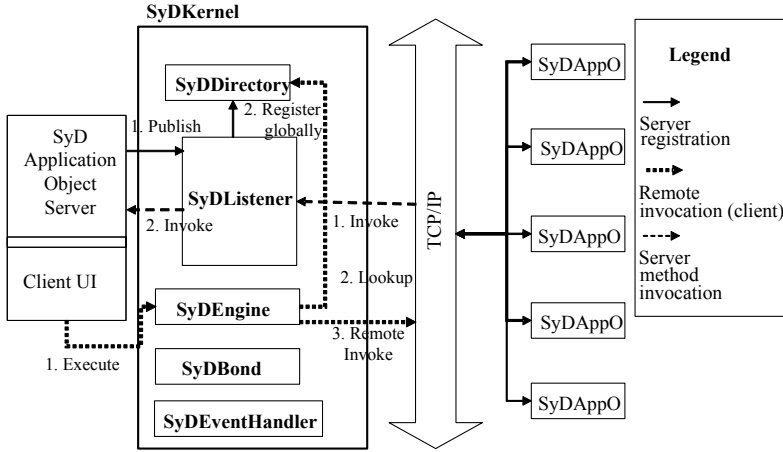 SyDKernel
SyDDirectory
1. Publish
2. Register
globally
SyD
Application
Object
Server
SyDListener
2. Invoke
1. Invoke
Client UI
2. Lookup
SyDEngine
3. Remote
Invoke
1. Execute
SyDBond
SyDEventHandler
TCP/IP
SyDAppO
SyDAppO
SyDAppO
SyDAppO
SyDAppO
Legend
Server
registration
Remote
invocation (client)
Server
method
invocation